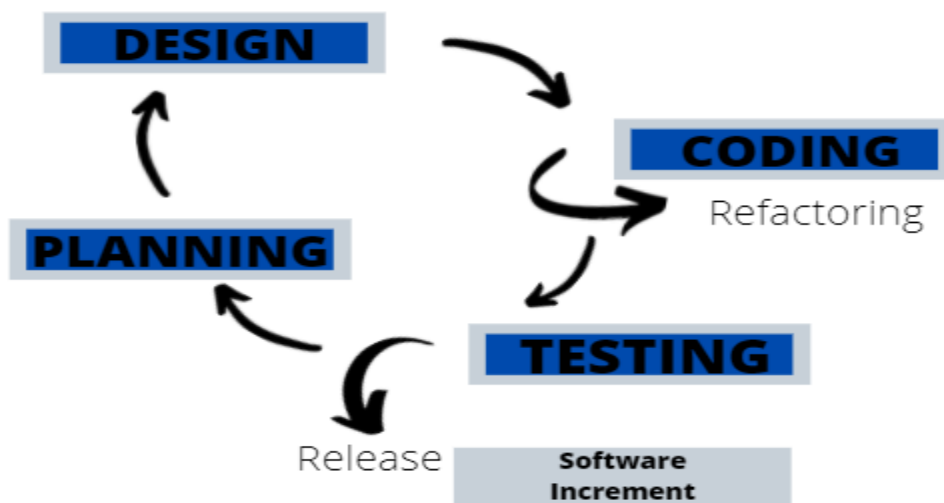 DESIGN
CODING
Refactoring
PLANNING
TESTING
Release
Software
Increment